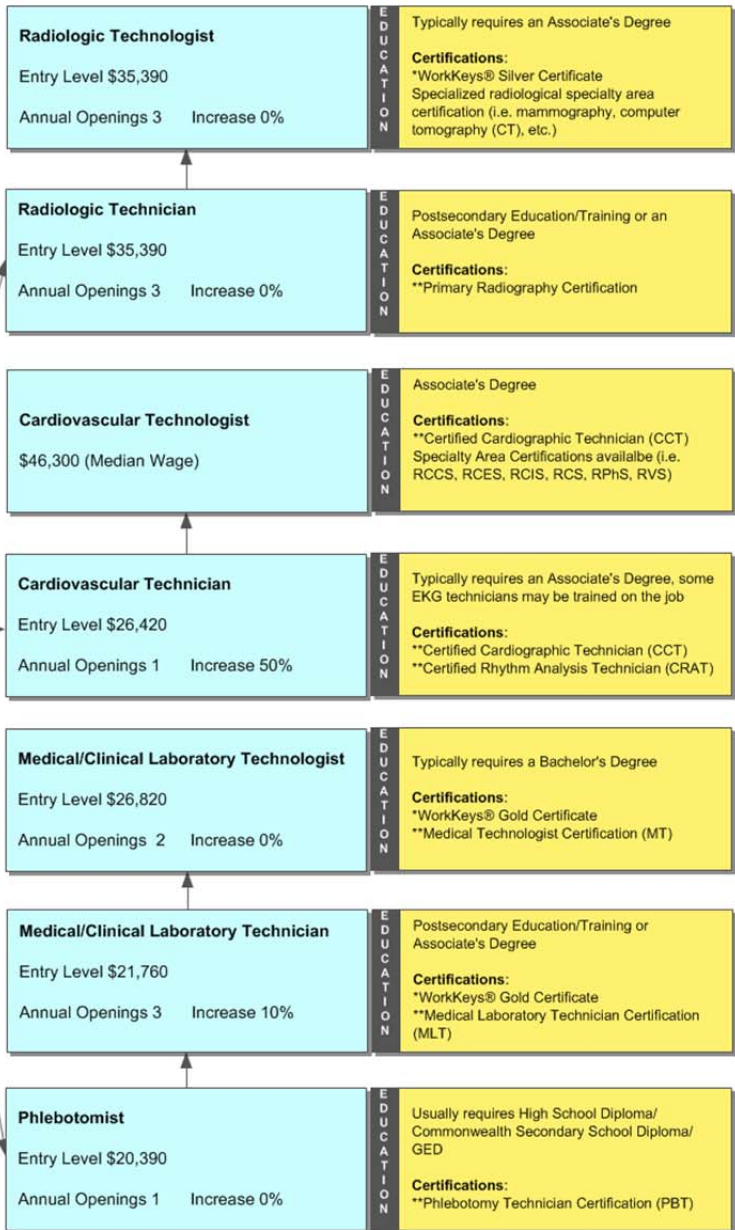 Radiologic Technologist
Entry Level $35,390
Annual Openings 3 Increase 0%
EDUCATION
Typically requires an Associate's Degree
Certifications:
*WorkKeys® Silver Certificate
Specialized radiological specialty area
certification (i.e. mammography, computer
tomography (CT), etc.)
Radiologic Technician
Entry Level $35,390
Annual Openings 3 Increase 0%
EDUCATION
Postsecondary Education/Training or an
Associate's Degree
Certifications:
**Primary Radiography Certification
Cardiovascular Technologist
$46,300 (Median Wage)
EDUCATION
Associate's Degree
Certifications:
**Certified Cardiographic Technician (CCT)
Specialty Area Certifications availalbe (i.e.
RCCS, RCES, RCIS, RCS, RPhS, RVS)
Cardiovascular Technician
Entry Level $26,420
Annual Openings 1 Increase 50%
EDUCATION
Typically requires an Associate's Degree, some
EKG technicians may be trained on the job
Certifications:
**Certified Cardiographic Technician (CCT)
**Certified Rhythm Analysis Technician (CRAT)
Medical/Clinical Laboratory Technologist
Entry Level $26,820
Annual Openings 2 Increase 0%
EDUCATION
Typically requires a Bachelor's Degree
Certifications:
*WorkKeys® Gold Certificate
**Medical Technologist Certification (MT)
Medical/Clinical Laboratory Technician
Entry Level $21,760
Annual Openings 3 Increase 10%
EDUCATION
Postsecondary Education/Training or
Associate's Degree
Certifications:
*WorkKeys® Gold Certificate
**Medical Laboratory Technician Certification
(MLT)
Phlebotomist
Entry Level $20,390
Annual Openings 1 Increase 0%
EDUCATION
Usually requires High School Diploma/
Commonwealth Secondary School Diploma/
GED
Certifications:
**Phlebotomy Technician Certification (PBT)